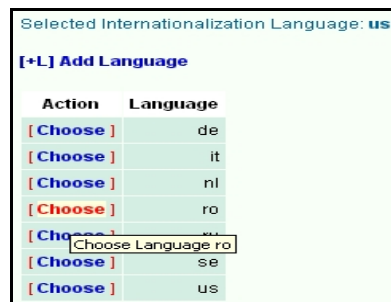 Selected Internationalization Language: us
[+L] Add Language
Action Language
[ Choose ] de
[ Choose ] it
[ Choose ] nl
[ Choose ] ro
Choose Language ro
[ Choose ] se
[ Choose ] us